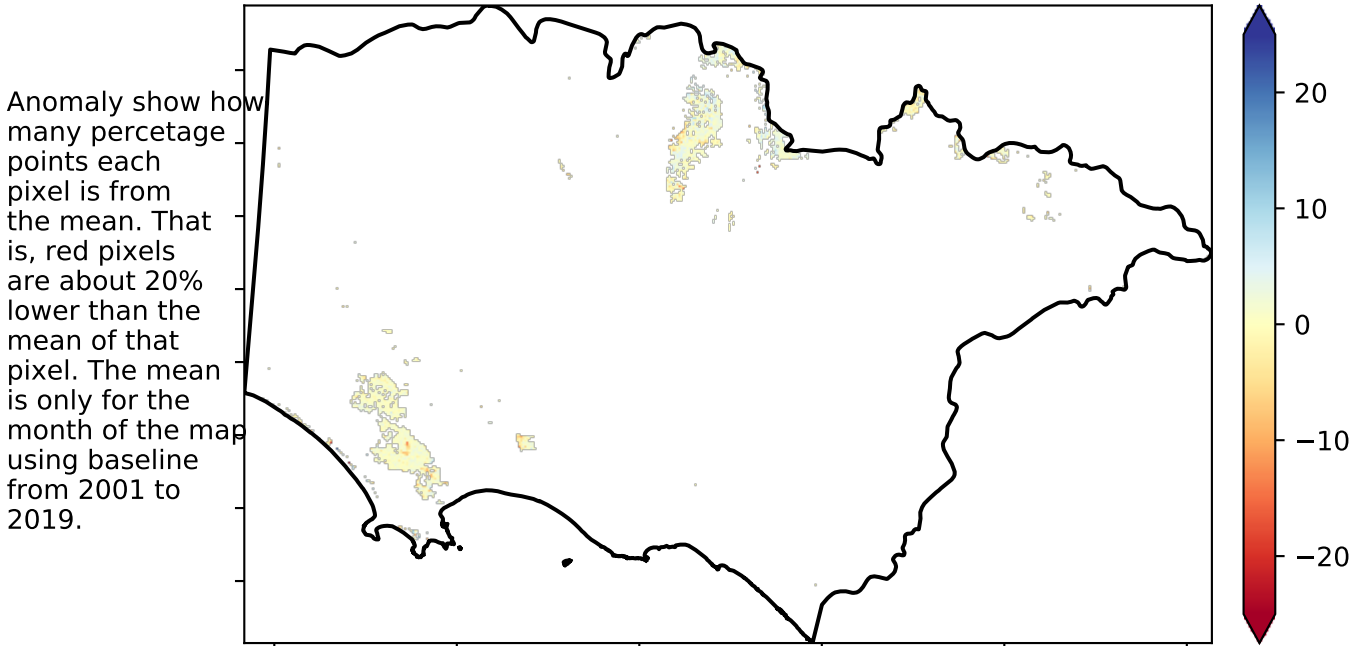 Anomaly show how
many percetage
points each
pixel is from
the mean. That
is, red pixels
are about 20%
lower than the
mean of that
pixel. The mean
is only for the
month of the map
using baseline
from 2001 to
2019.
20
10
0
−10
−20